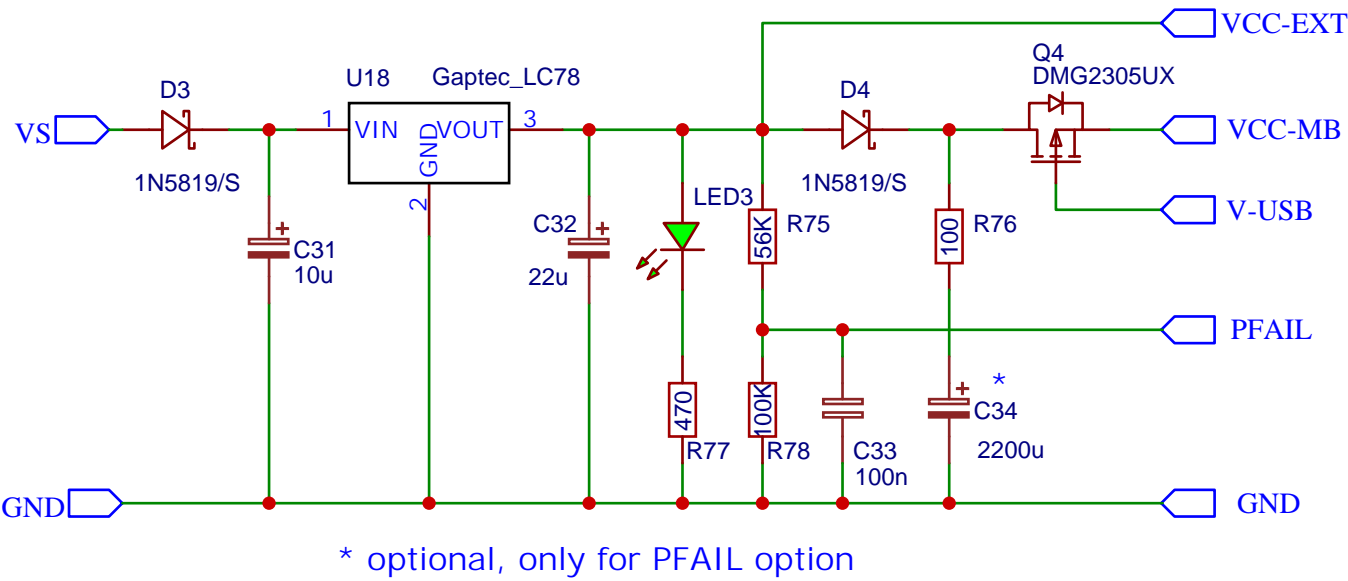 VCC-EXT
Q4
DMG2305UX
U18 Gaptec_LC78
D3
D4
VS
1
VIN
GND
VOUT
3
VCC-MB
1N5819/S
2
LED3
1N5819/S
V-USB
C31
10u
+
C32
22u
+
56K
R75
100
R76
PFAIL
470
R77
100K
R78
C33
100n
*
+
C34
2200u
GND
GND
* optional, only for PFAIL option